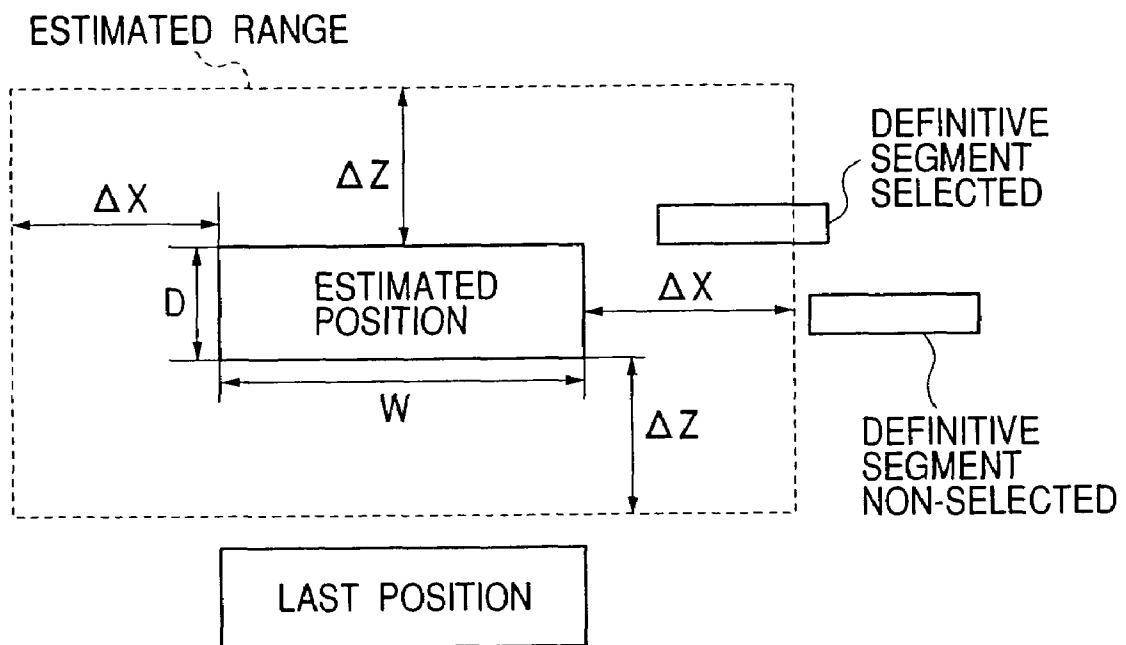 ESTIMATED RANGE
DEFINITIVE
SEGMENT
SELECTED
ΔZ
ΔX
D
ESTIMATED
POSITION
ΔX
W
ΔZ
DEFINITIVE
SEGMENT
NON-SELECTED
LAST POSITION